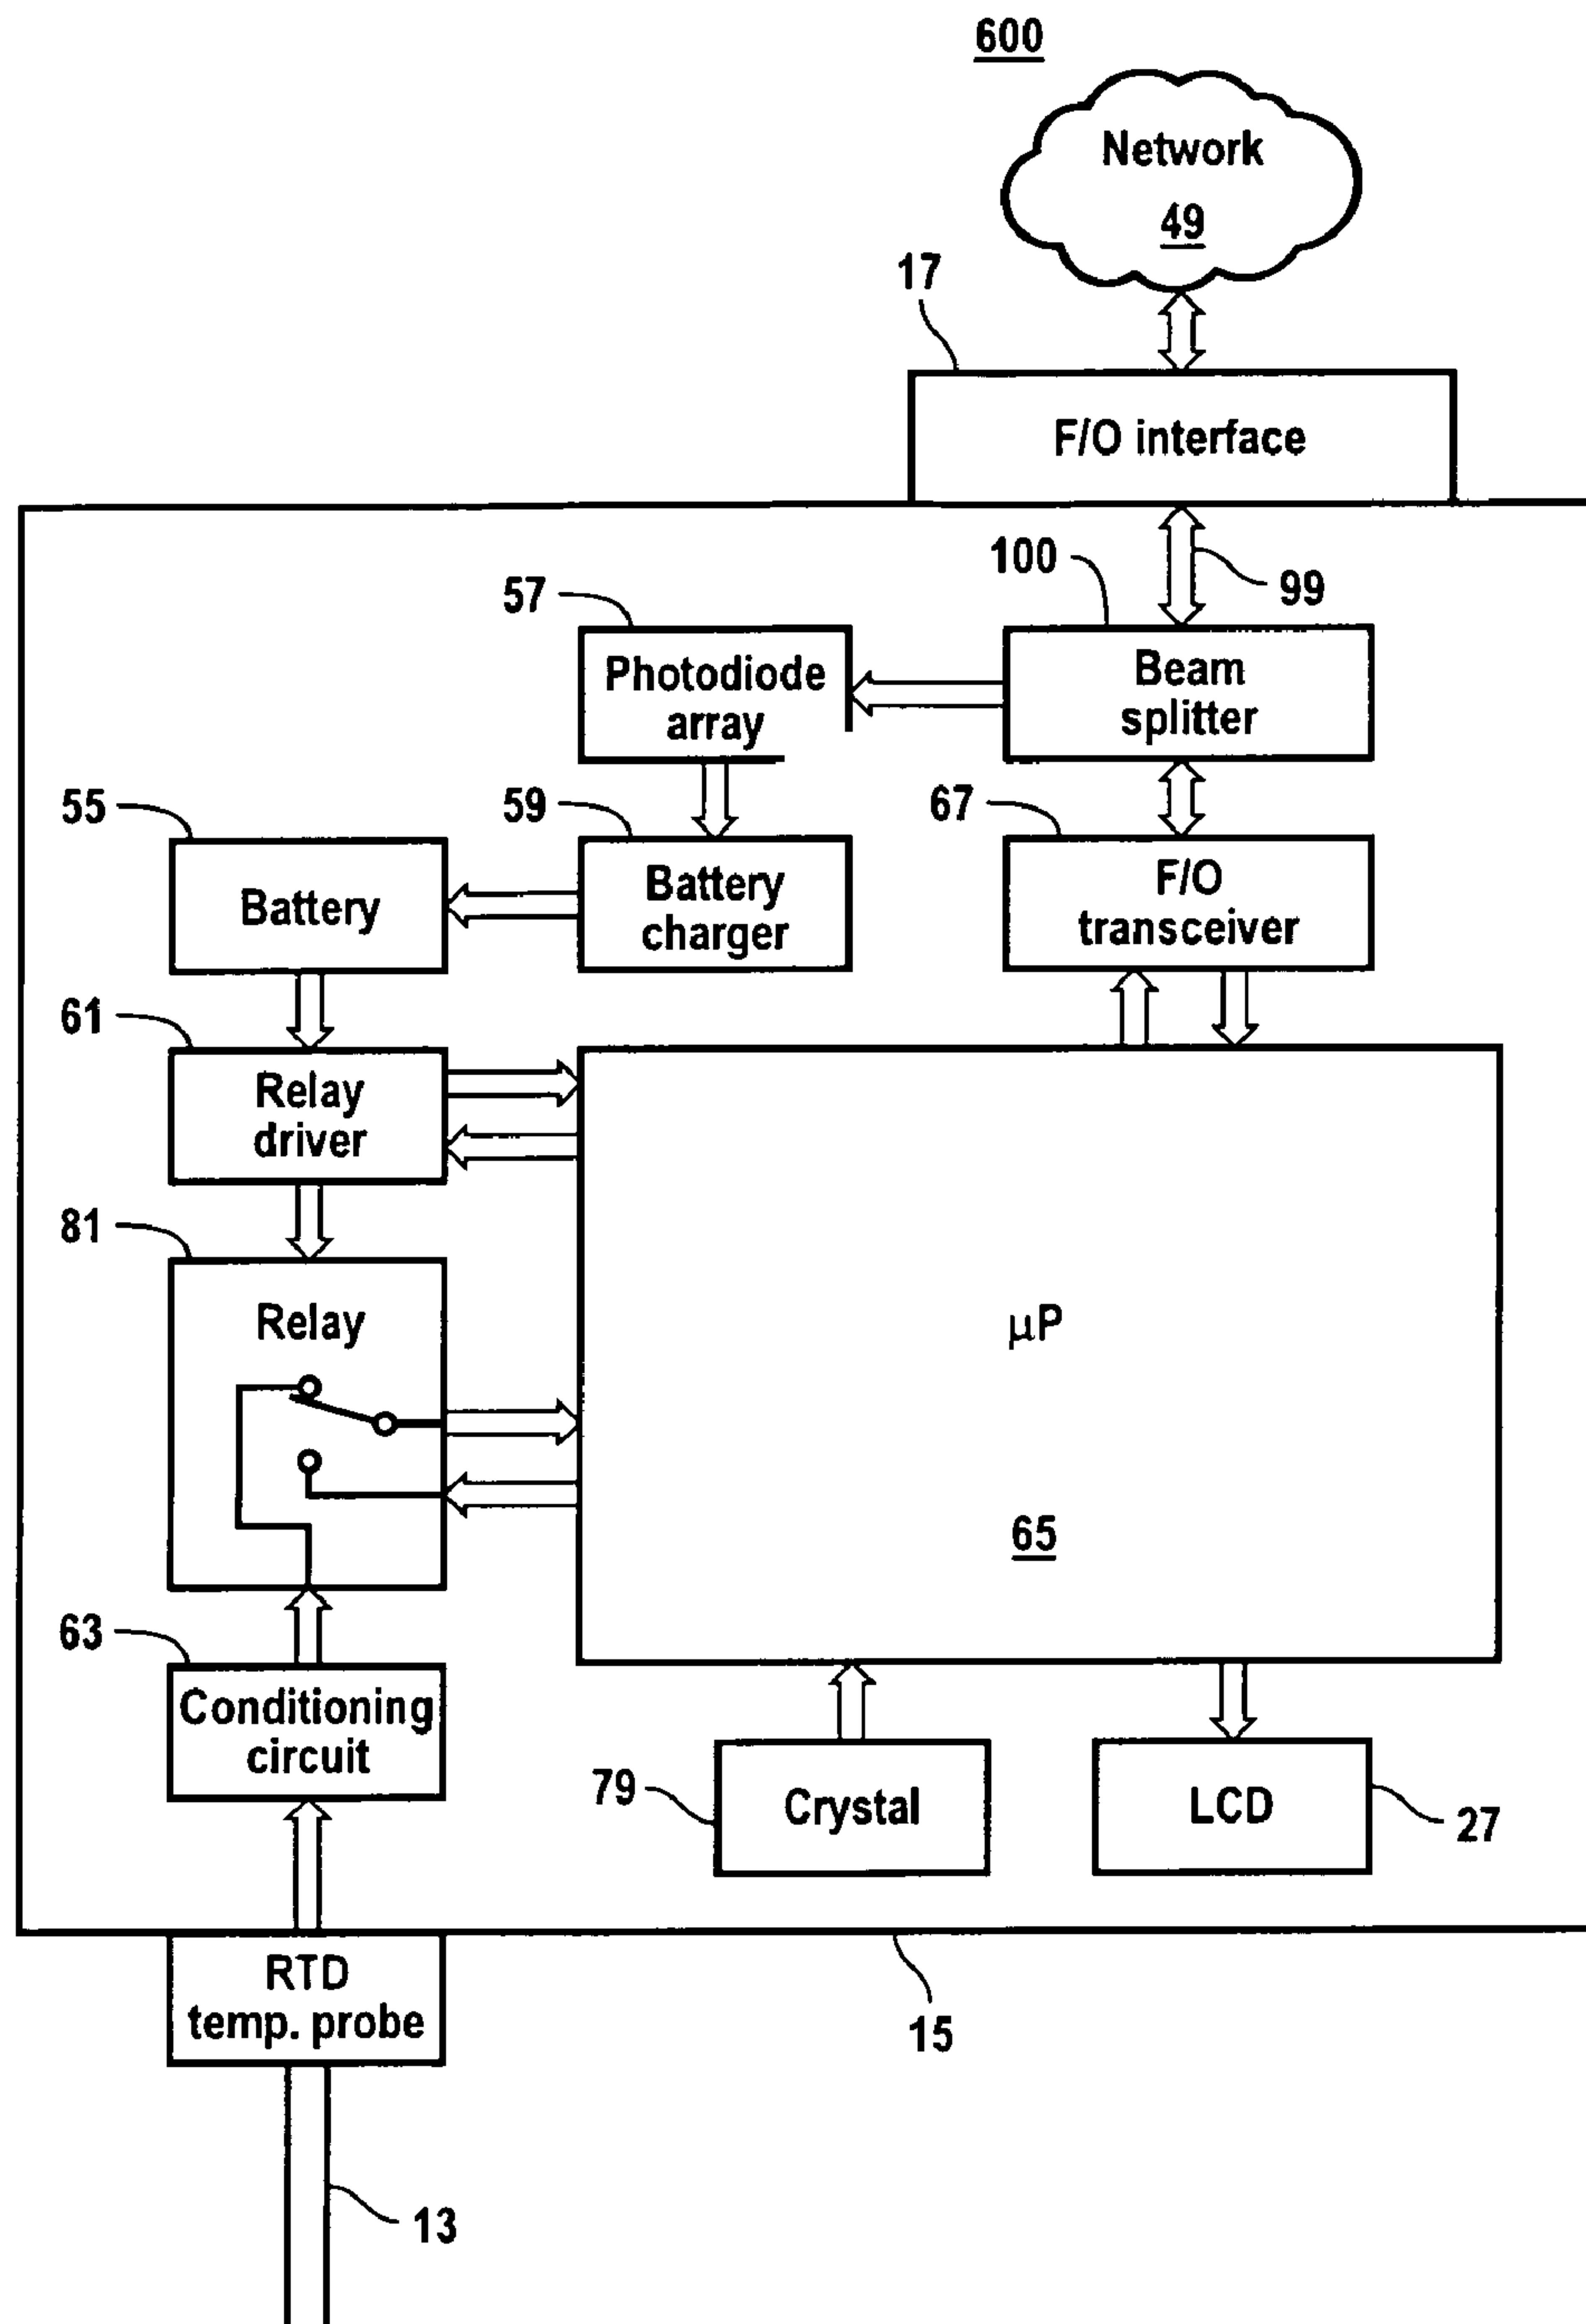 600
Network
49
17
F/O interface
100
99
57
Photodiode
array
Beam
splitter
55
59
67
Battery
Battery
charger
F/O
transceiver
61
Relay
driver
81
Relay
µP
65
63
Conditioning
circuit
79
Crystal
LCD
27
RTD
temp. probe
15
13